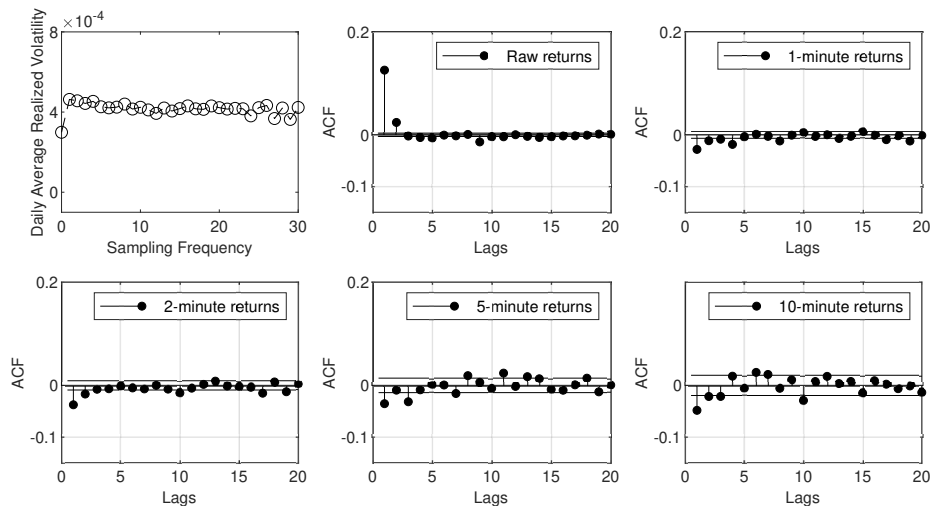 ×10⁻⁴
8
4
0
Daily Average Realized Volatility
0 10 20 30
Sampling Frequency
0.2
0
-0.1
ACF
Raw returns
0 5 10 15 20
Lags
0.2
0
-0.1
ACF
1-minute returns
0 5 10 15 20
Lags
0.2
0
-0.1
ACF
2-minute returns
0 5 10 15 20
Lags
0.2
0
-0.1
ACF
5-minute returns
0 5 10 15 20
Lags
0.2
0
-0.1
ACF
10-minute returns
0 5 10 15 20
Lags